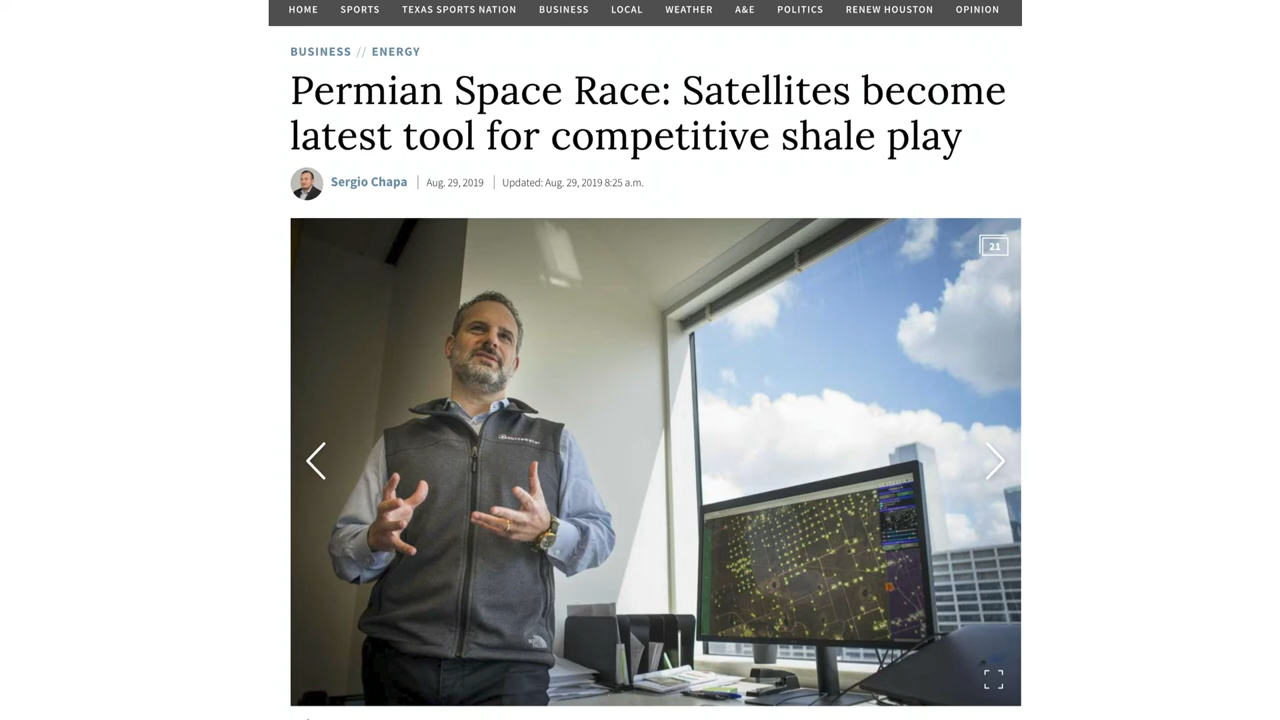 HOME SPORTS TEXAS SPORTS NATION BUSINESS LOCAL WEATHER A&E POLITICS RENEW HOUSTON OPINION
BUSINESS // ENERGY
Permian Space Race: Satellites become
latest tool for competitive shale play
Sergio Chapa | Aug. 29, 2019 | Updated: Aug. 29, 2019 8:25 a.m.
21